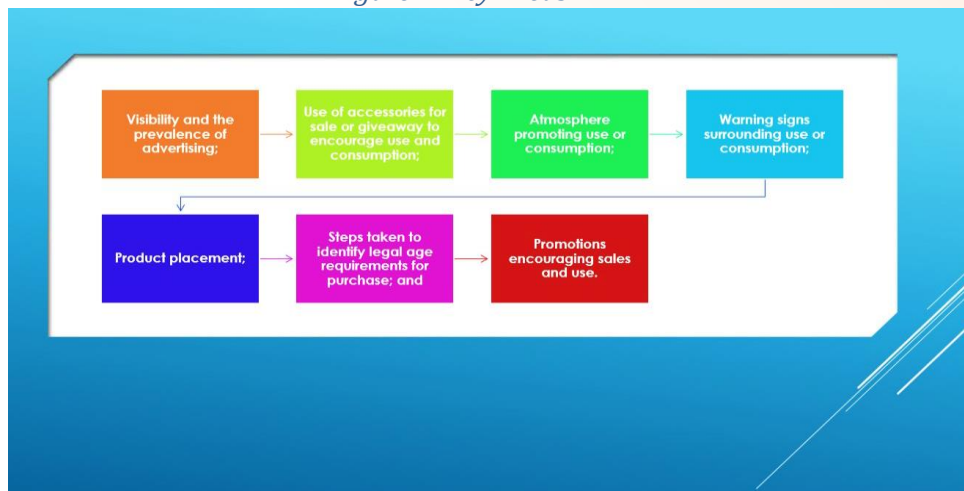 Visibility and the
prevalence of
advertising;
Use of accessories for
sale or giveaway to
encourage use and
consumption;
Atmosphere
promoting use or
consumption;
Warning signs
surrounding use or
consumption;
Product placement;
Steps taken to
identify legal age
requirements for
purchase; and
Promotions
encouraging sales
and use.